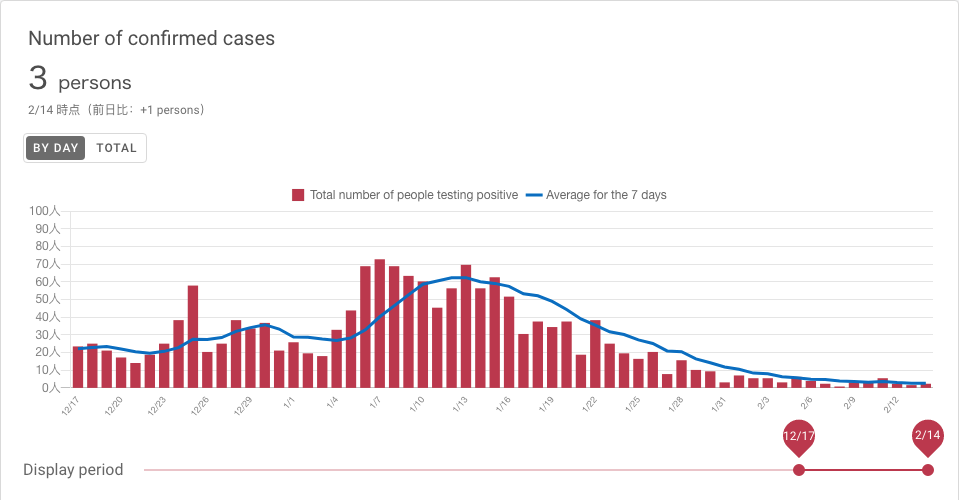 Number of confirmed cases
3 persons
2/14 時点（前日比：+1 persons）
BY DAY TOTAL
Total number of people testing positive Average for the 7 days
100人
90人
80人
70人
60人
50人
40人
30人
20人
10人
0人
12/17 12/20 12/23 12/26 12/29 1/1 1/4 1/7 1/10 1/13 1/16 1/19 1/22 1/25 1/28 1/31 2/3 2/6 2/9 2/12
12/17 2/14
Display period